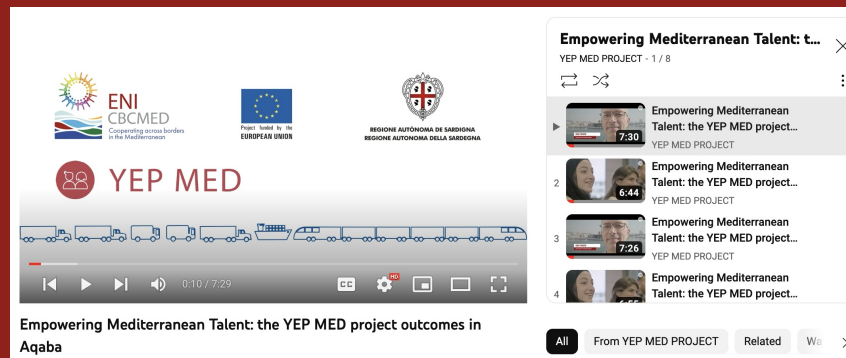 ENI
CBCMED
Cooperating across borders
in the Mediterranean
Project funded by the
EUROPEAN UNION
REGIONE AUTÒNOMA DE SARDIGNA
REGIONE AUTONOMA DELLA SARDEGNA
YEP MED
0:10 / 7:29
CC
HD
Empowering Mediterranean Talent: the YEP MED project outcomes in
Aqaba
Empowering Mediterranean Talent: t...
YEP MED PROJECT - 1 / 8
7:30
Empowering Mediterranean
Talent: the YEP MED project...
YEP MED PROJECT
2
6:44
Empowering Mediterranean
Talent: the YEP MED project...
YEP MED PROJECT
3
7:26
Empowering Mediterranean
Talent: the YEP MED project...
YEP MED PROJECT
4
Empowering Mediterranean
Talent: the YEP MED project...
All
From YEP MED PROJECT
Related
Wa